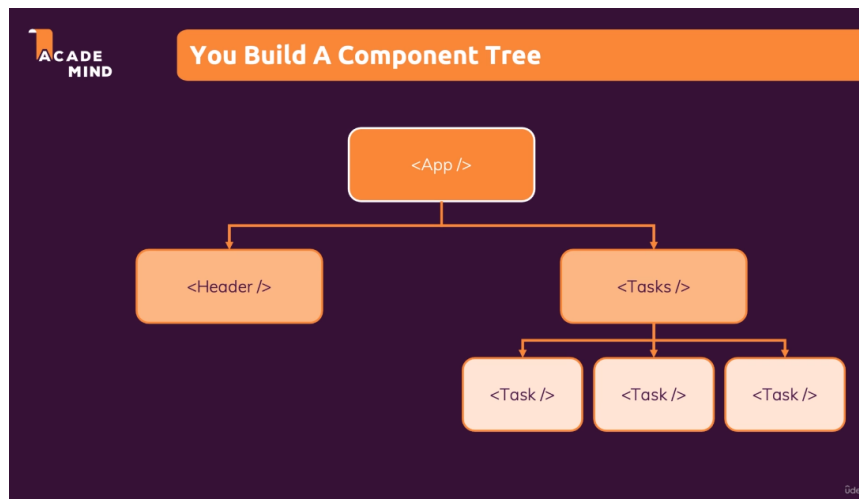 ACADE
MIND
You Build A Component Tree
<App />
<Header />
<Tasks />
<Task />
<Task />
<Task />